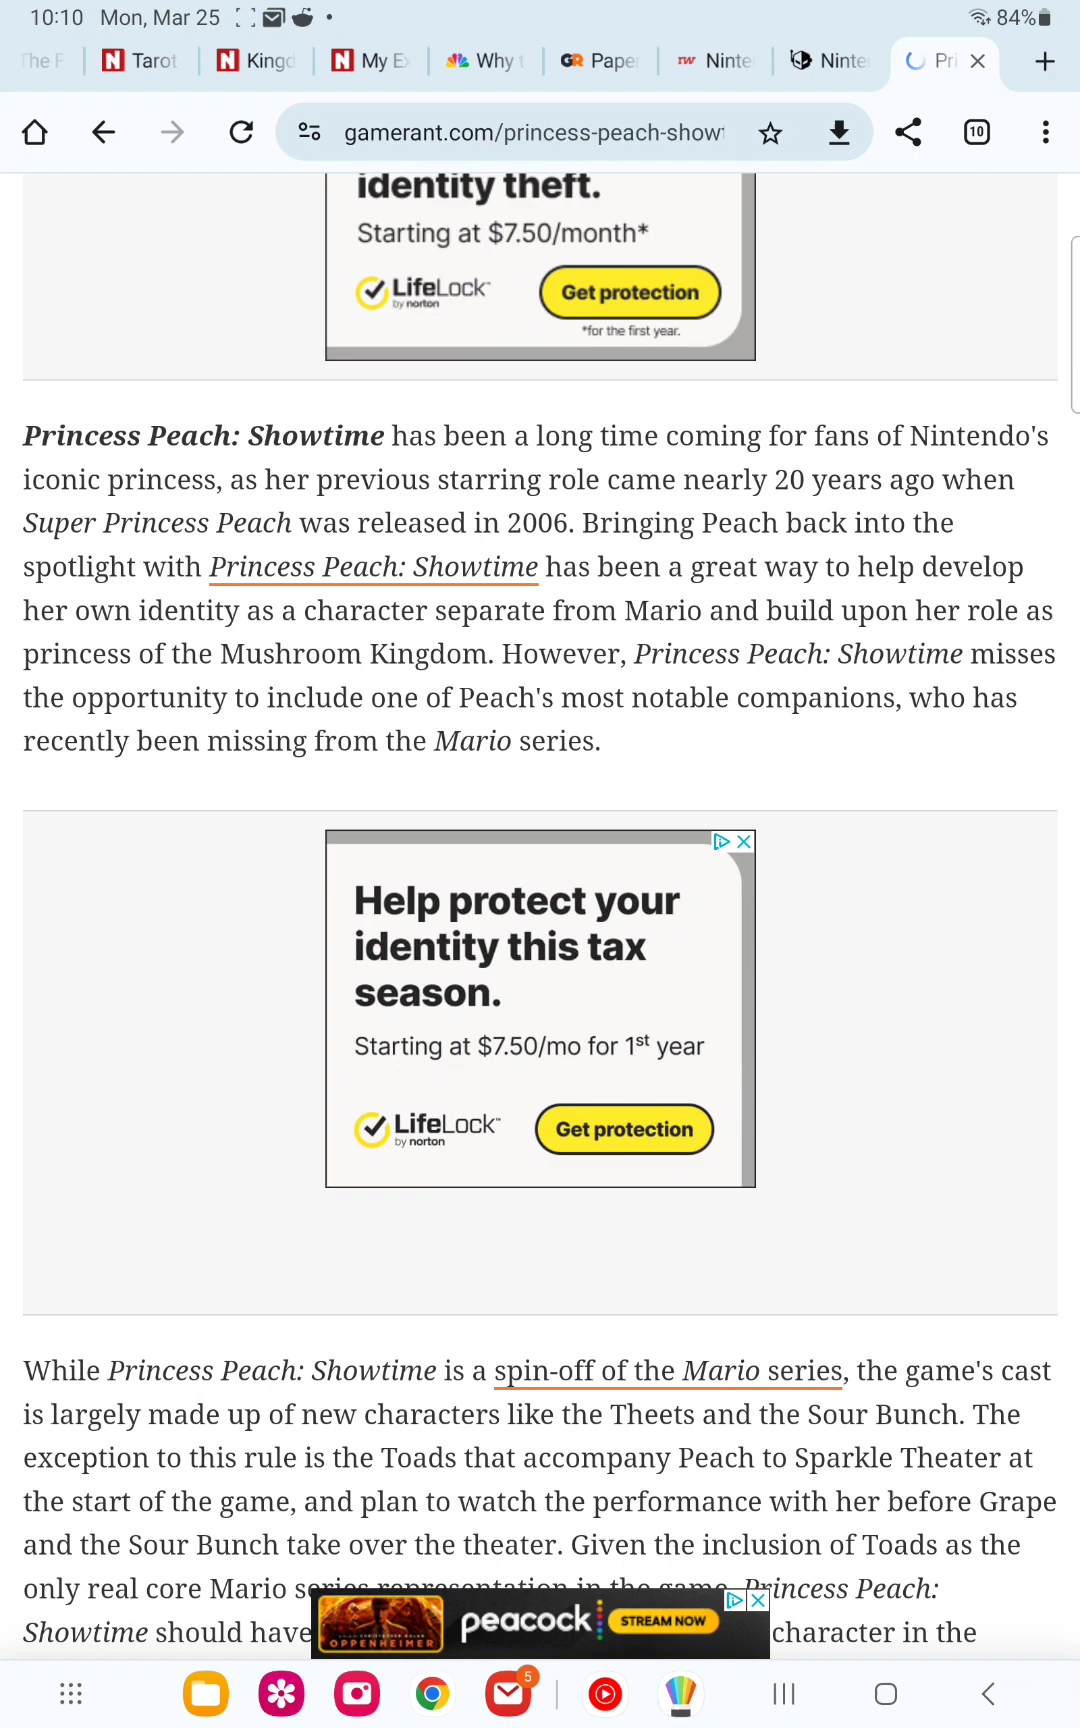 10:10 Mon, Mar 25 84%
The F Tarot Kingd My E Why t Paper Ninte Ninte Pri
gamerant.com/princess-peach-showt 10
identity theft.
Starting at $7.50/month*
LifeLock Get protection
by norton
*for the first year.
Princess Peach: Showtime has been a long time coming for fans of Nintendo's
iconic princess, as her previous starring role came nearly 20 years ago when
Super Princess Peach was released in 2006. Bringing Peach back into the
spotlight with Princess Peach: Showtime has been a great way to help develop
her own identity as a character separate from Mario and build upon her role as
princess of the Mushroom Kingdom. However, Princess Peach: Showtime misses
the opportunity to include one of Peach's most notable companions, who has
recently been missing from the Mario series.
Help protect your
identity this tax
season.
Starting at $7.50/mo for 1st year
LifeLock™ Get protection
by norton
While Princess Peach: Showtime is a spin-off of the Mario series, the game's cast
is largely made up of new characters like the Theets and the Sour Bunch. The
exception to this rule is the Toads that accompany Peach to Sparkle Theater at
the start of the game, and plan to watch the performance with her before Grape
and the Sour Bunch take over the theater. Given the inclusion of Toads as the
only real core Mario series representation in the game, Princess Peach:
Showtime should have character in the
OPPENHEIMER peacock STREAM NOW
5